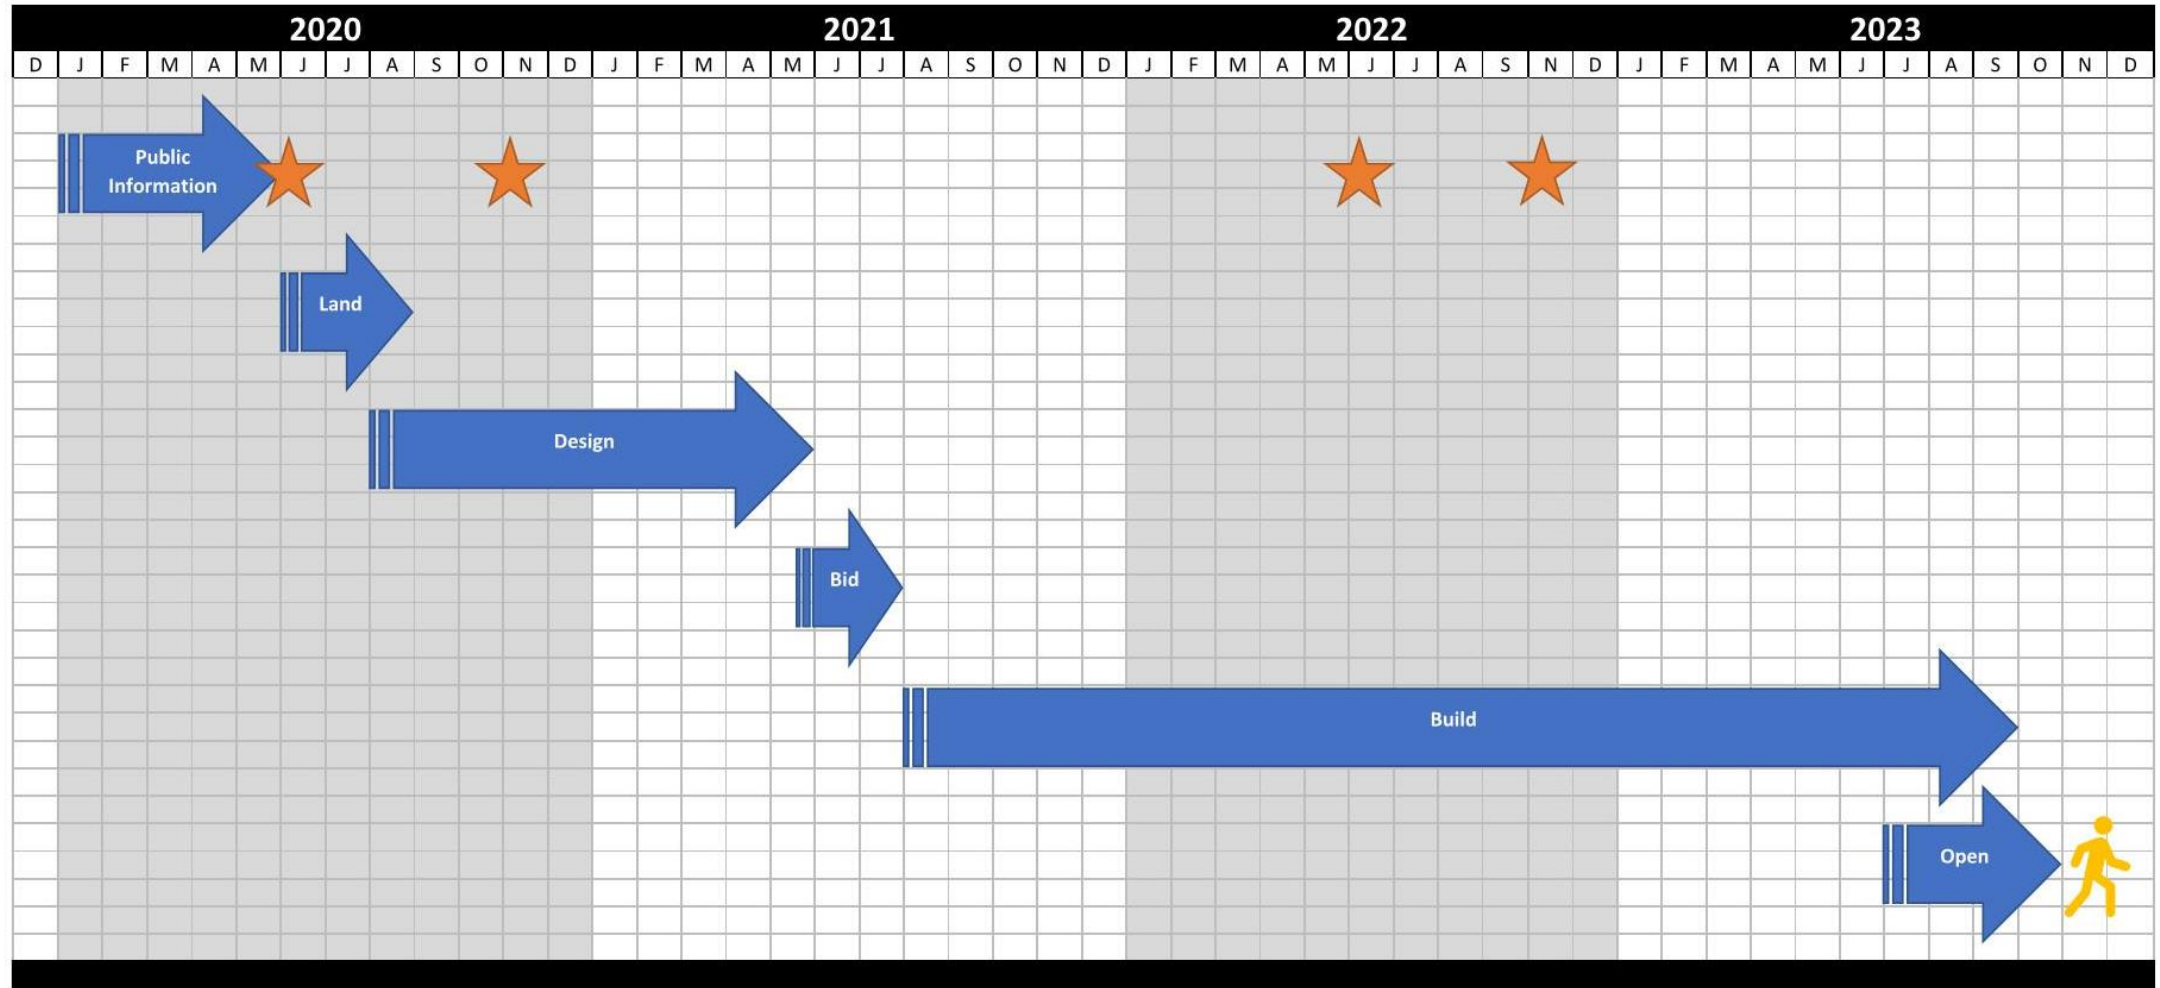 2020 2021 2022 2023
D J F M A M J J A S O N D J F M A M J J A S O N D J F M A M J J A S N D J F M A M J J A S O N D
Public
Information
Land
Design
Bid
Build
Open